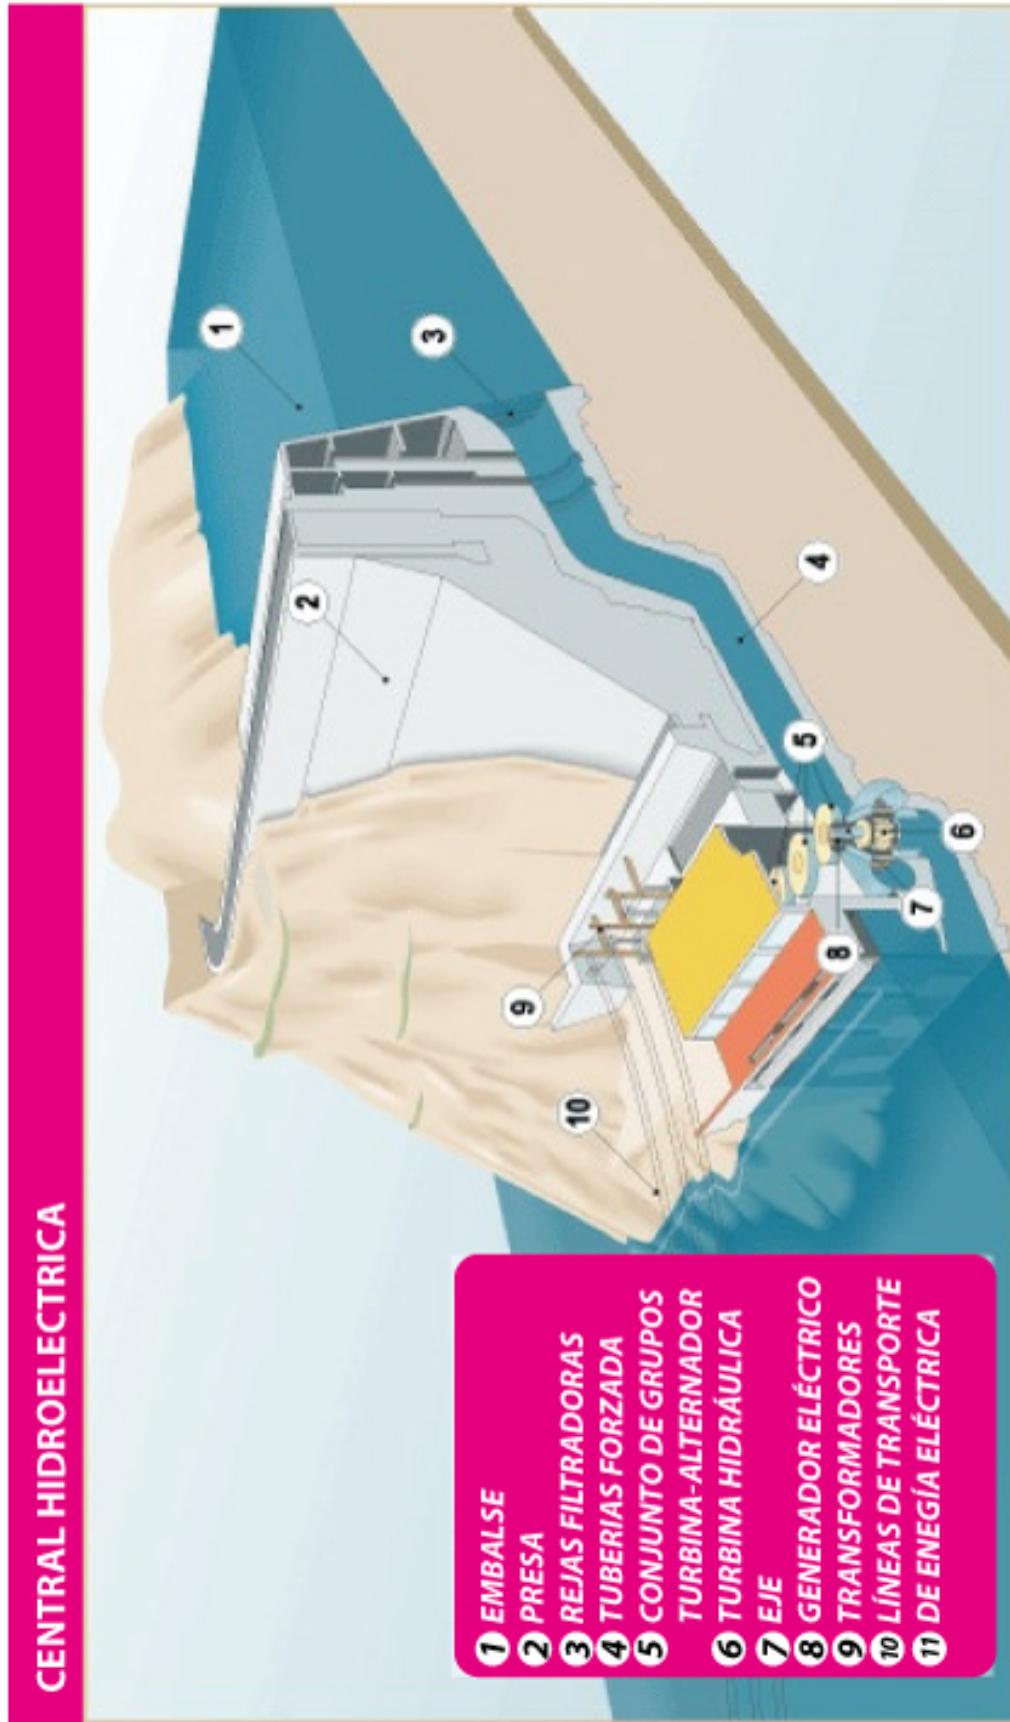 CENTRAL HIDROELECTRICA
1
2
3
4
5
6
7
8
9
10
1 EMBALSE
2 PRESA
3 REJAS FILTRADORAS
4 TUBERIAS FORZADA
5 CONJUNTO DE GRUPOS
TURBINA-ALTERNADOR
6 TURBINA HIDRÁULICA
7 EJE
8 GENERADOR ELÉCTRICO
9 TRANSFORMADORES
10 LÍNEAS DE TRANSPORTE
11 DE ENEGÍA ELÉCTRICA